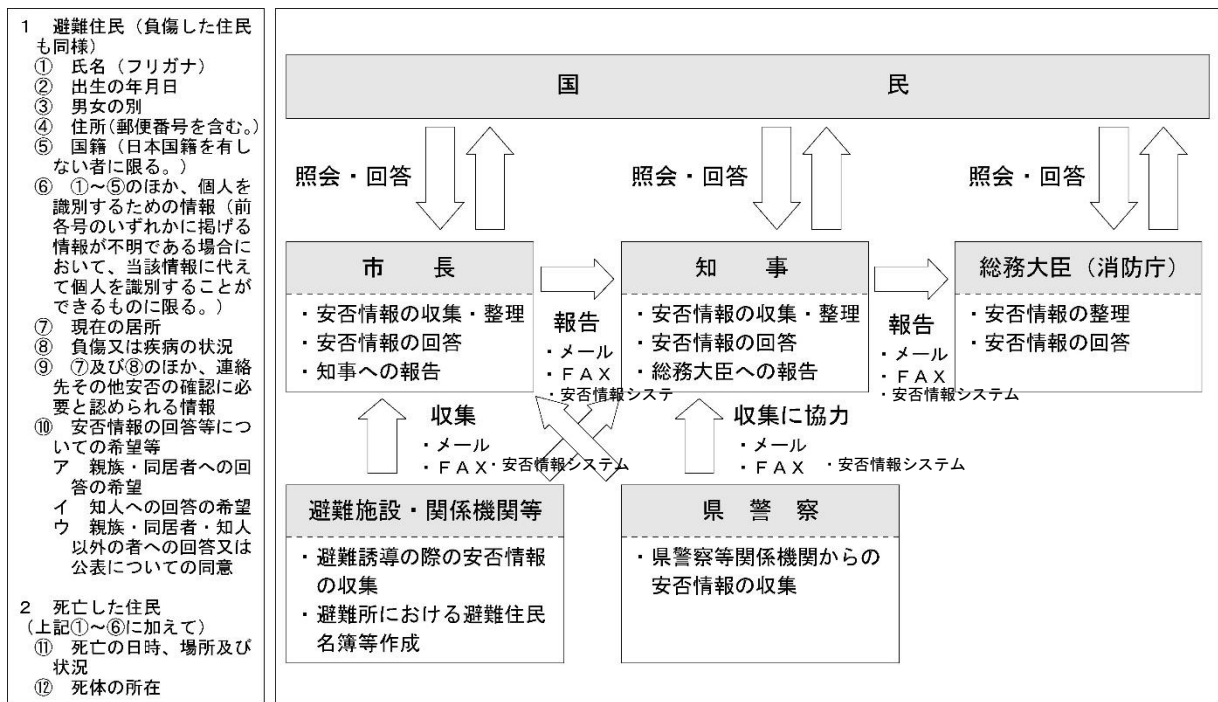 1 避難住民(負傷した住民
も同様)
① 氏名(フリガナ)
② 出生の年月日
③ 男女の別
④ 住所(郵便番号を含む。)
⑤ 国籍(日本国籍を有し
ない者に限る。)
⑥ ①～⑤のほか、個人を
識別するための情報(前
各号のいずれかに掲げる
情報が不明である場合に
おいて、当該情報に代え
て個人を識別することが
できるものに限る。)
⑦ 現在の居所
⑧ 負傷又は疾病の状況
⑨ ⑦及び⑧のほか、連絡
先その他安否の確認に必
要と認められる情報
⑩ 安否情報の回答等につ
いての希望等
ア 親族・同居者への回
答の希望
イ 知人への回答の希望
ウ 親族・同居者・知人
以外の者への回答又は
公表についての同意
2 死亡した住民
(上記①～⑥に加えて)
⑪ 死亡の日時、場所及び
状況
⑫ 死体の所在
国 民
照会・回答
照会・回答
照会・回答
市 長
・安否情報の収集・整理
・安否情報の回答
・知事への報告
報告
・メール
・FAX
・安否情報システ
知 事
・安否情報の収集・整理
・安否情報の回答
・総務大臣への報告
報告
・メール
・FAX
・安否情報システム
総務大臣(消防庁)
・安否情報の整理
・安否情報の回答
収集
・メール
・FAX・安否情報システム
収集に協力
・メール
・FAX ・安否情報システム
避難施設・関係機関等
・避難誘導の際の安否情報
の収集
・避難所における避難住民
名簿等作成
県 警 察
・県警察等関係機関からの
安否情報の収集